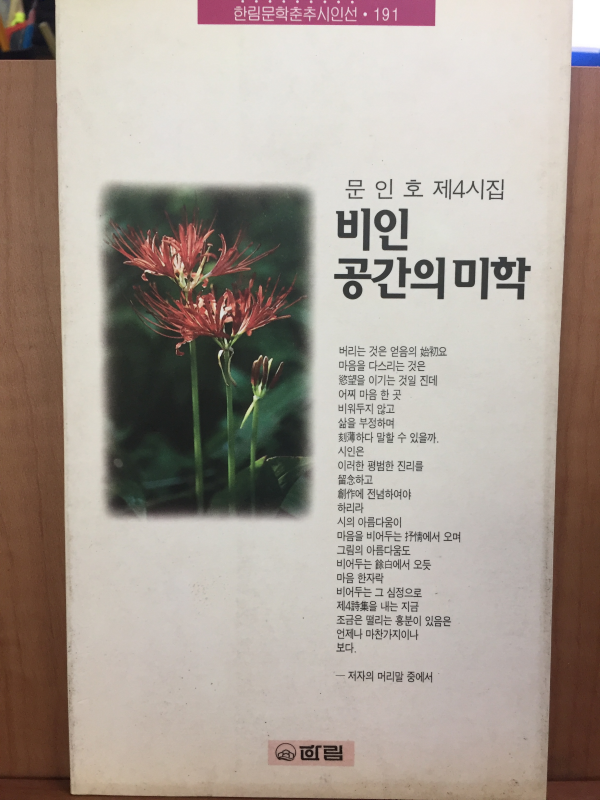 한림문학춘추시인선 • 191
문 인 호 제4시집
비인
공간의 미학
버리는 것은 얻음의 始初요
마음을 다스리는 것은
慾望을 이기는 것일 진데
어찌 마음 한 곳
비워두지 않고
삶을 부정하며
刻薄하다 말할 수 있을까.
시인은
이러한 평범한 진리를
留念하고
創作에 전념하여야
하리라
시의 아름다움이
마음을 비어두는 抒情에서 오며
그림의 아름다움도
비어두는 餘白에서 오듯
마음 한자락
비어두는 그 심정으로
제4詩集을 내는 지금
조금은 떨리는 흥분이 있음은
언제나 마찬가지이나
보다.
— 저자의 머리말 중에서
한림